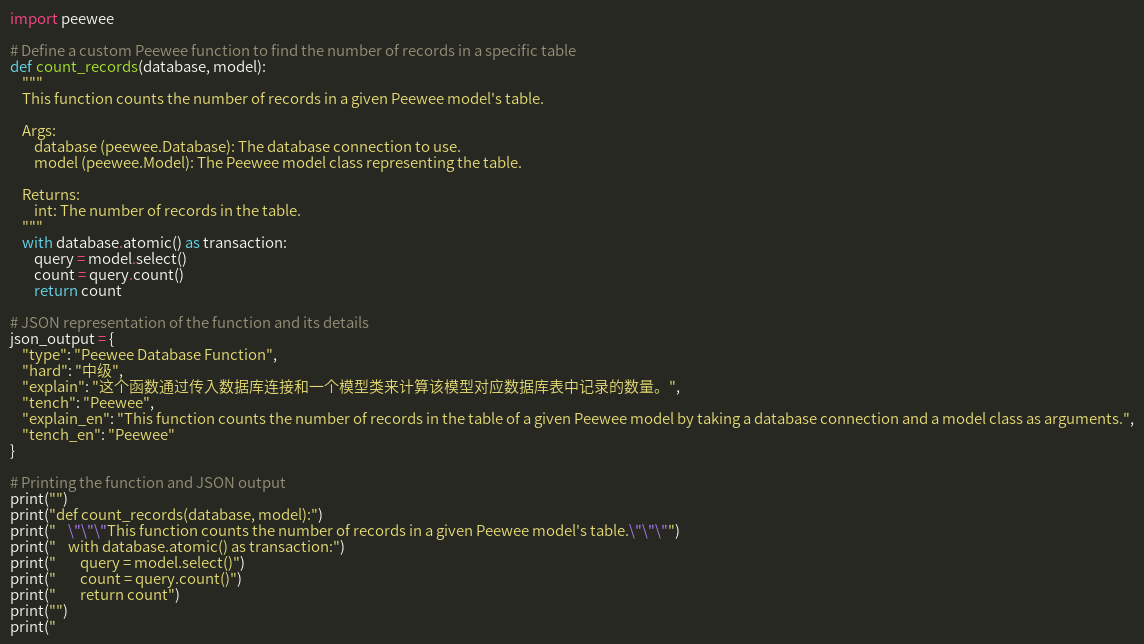 import peewee

# Define a custom Peewee function to find the number of records in a specific table
def count_records(database, model):
    """
    This function counts the number of records in a given Peewee model's table.

    Args:
        database (peewee.Database): The database connection to use.
        model (peewee.Model): The Peewee model class representing the table.

    Returns:
        int: The number of records in the table.
    """
    with database.atomic() as transaction:
        query = model.select()
        count = query.count()
        return count

# JSON representation of the function and its details
json_output = {
    "type": "Peewee Database Function",
    "hard": "中级",
    "explain": "这个函数通过传入数据库连接和一个模型类来计算该模型对应数据库表中记录的数量。",
    "tench": "Peewee",
    "explain_en": "This function counts the number of records in the table of a given Peewee model by taking a database connection and a model class as arguments.",
    "tench_en": "Peewee"
}

# Printing the function and JSON output
print("")
print("def count_records(database, model):")
print("    \"\"\"This function counts the number of records in a given Peewee model's table.\"\"\"")
print("    with database.atomic() as transaction:")
print("        query = model.select()")
print("        count = query.count()")
print("        return count")
print("")
print("